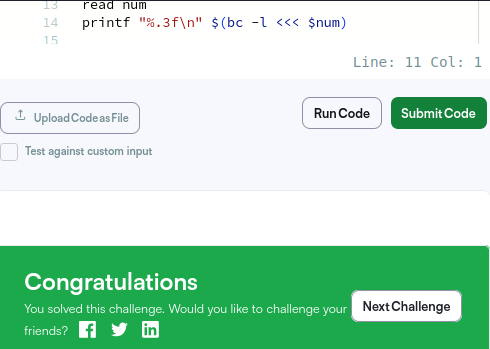 13 read num
14 printf "%.3f\n" $(bc -l <<< $num)
15
Line: 11 Col: 1
Upload Code as File
Run Code
Submit Code
Test against custom input
Congratulations
You solved this challenge. Would you like to challenge your
friends?
Next Challenge